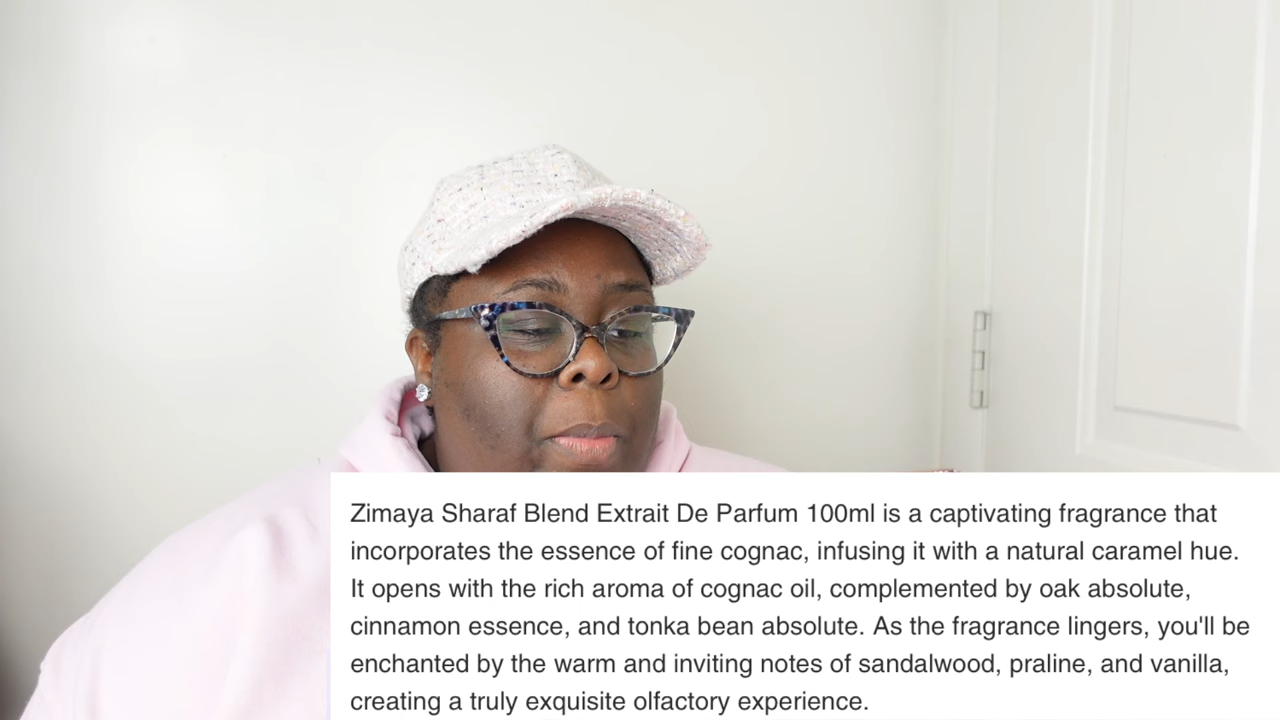 Zimaya Sharaf Blend Extrait De Parfum 100ml is a captivating fragrance that
incorporates the essence of fine cognac, infusing it with a natural caramel hue.
It opens with the rich aroma of cognac oil, complemented by oak absolute,
cinnamon essence, and tonka bean absolute. As the fragrance lingers, you'll be
enchanted by the warm and inviting notes of sandalwood, praline, and vanilla,
creating a truly exquisite olfactory experience.